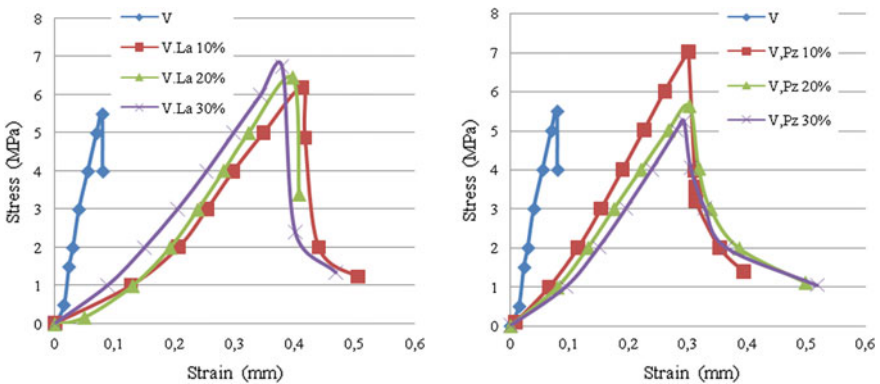 V
V.La 10%
V.La 20%
V.La 30%
8
7
6
5
4
3
2
1
0
Stress (MPa)
0 0,1 0,2 0,3 0,4 0,5 0,6
Strain (mm)
V
V,Pz 10%
V,Pz 20%
V,Pz 30%
8
7
6
5
4
3
2
1
0
Stress (MPa)
0 0,1 0,2 0,3 0,4 0,5 0,6
Strain (mm)